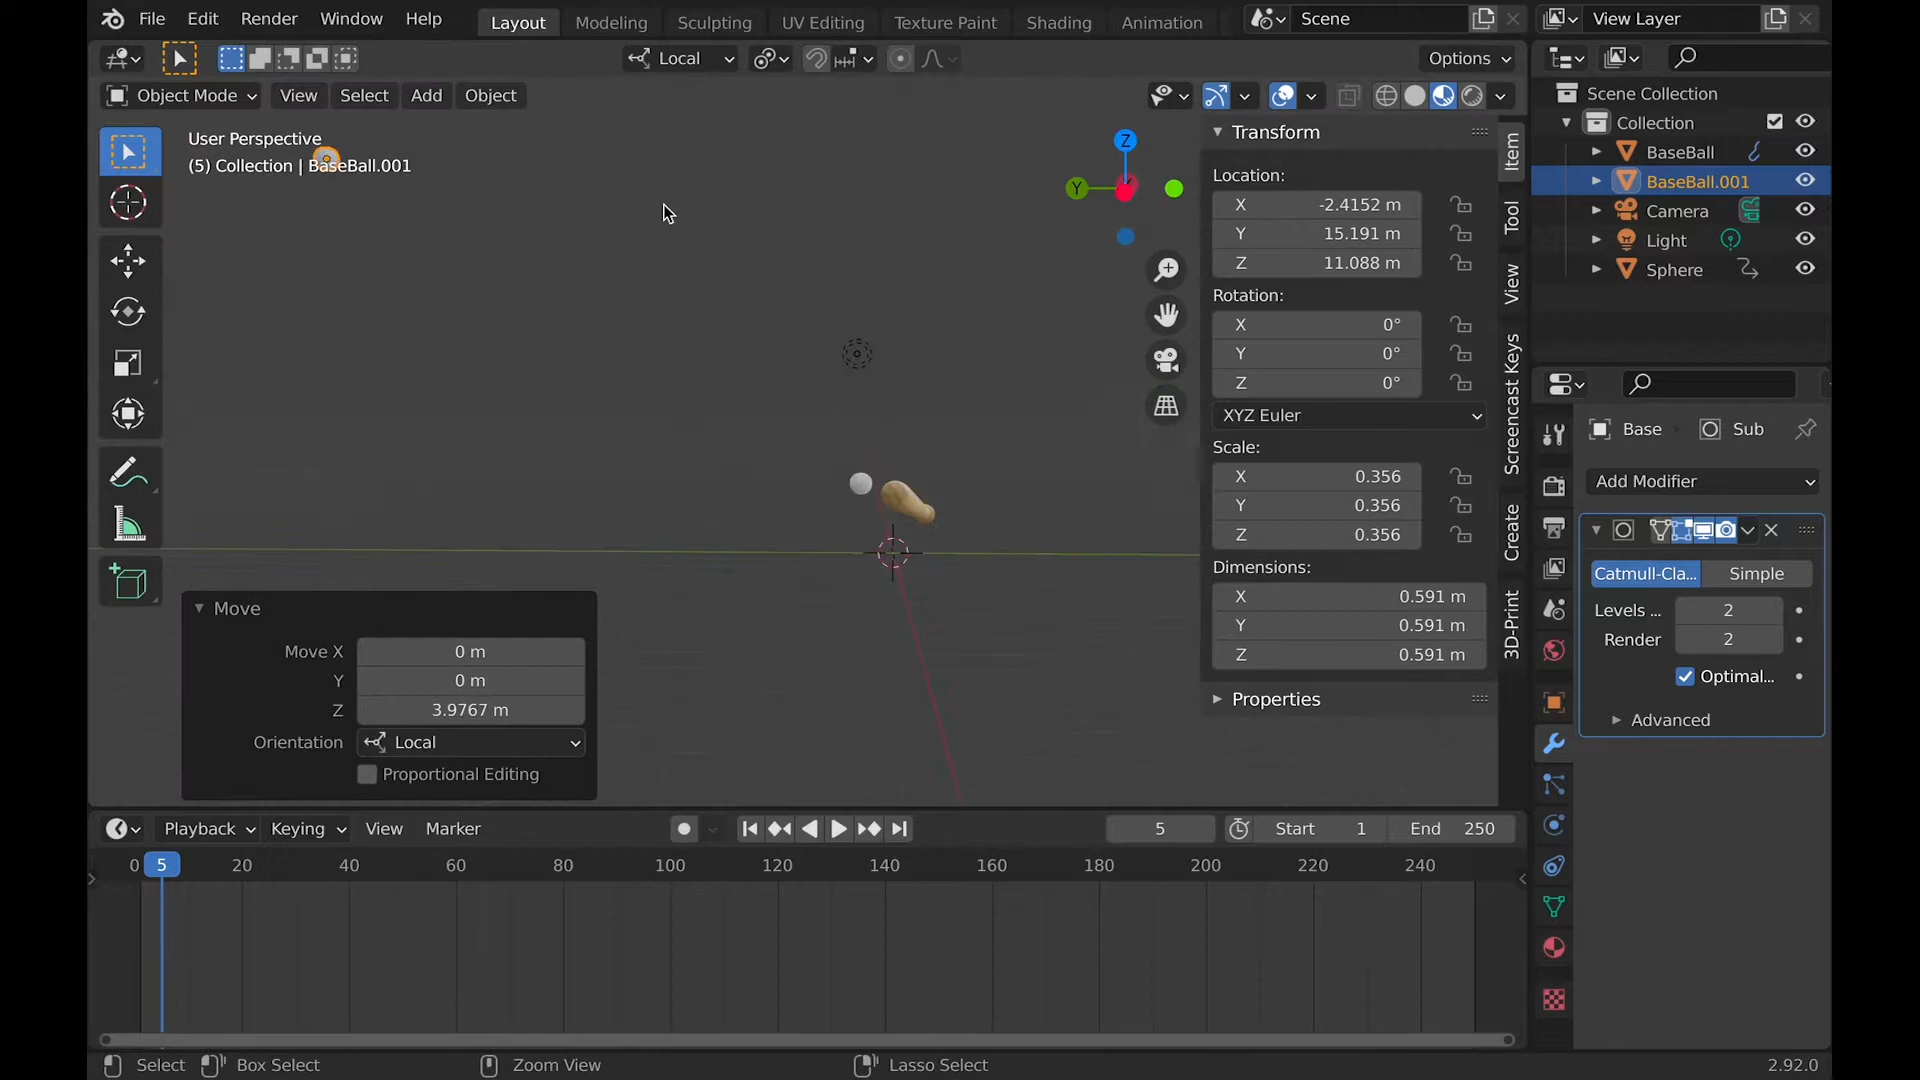 File Edit Render Window Help Layout Modeling Sculpting UV Editing Texture Paint Shading Animation Scene View Layer
Local Options
Object Mode View Select Add Object
User Perspective
(5) Collection | BaseBall.001
Z
Y
Transform
Location:
X -2.4152 m
Y 15.191 m
Z 11.088 m
Rotation:
X 0°
Y 0°
Z 0°
XYZ Euler
Scale:
X 0.356
Y 0.356
Z 0.356
Dimensions:
X 0.591 m
Y 0.591 m
Z 0.591 m
Properties
Item
Tool
View
Screencast Keys
Create
3D-Print
Scene Collection
Collection
BaseBall
BaseBall.001
Camera
Light
Sphere
Base Sub
Add Modifier
Catmull-Cla... Simple
Levels ... 2
Render 2
Optimal...
Advanced
Move
Move X 0 m
Y 0 m
Z 3.9767 m
Orientation Local
Proportional Editing
Playback Keying View Marker 5 Start 1 End 250
0 5 20 40 60 80 100 120 140 160 180 200 220 240
Select Box Select Zoom View Lasso Select 2.92.0